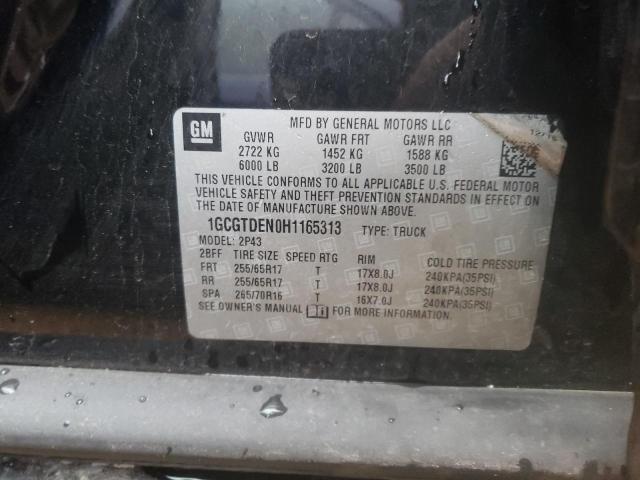 GM
MFD BY GENERAL MOTORS LLC
12/16
GVWR GAWR FRT GAWR RR
2722 KG 1452 KG 1588 KG
6000 LB 3200 LB 3500 LB
THIS VEHICLE CONFORMS TO ALL APPLICABLE U.S. FEDERAL MOTOR
VEHICLE SAFETY AND THEFT PREVENTION STANDARDS IN EFFECT ON
THE DATE OF MANUFACTURE SHOWN ABOVE.
1GCGTDEN0H1165313 TYPE: TRUCK
MODEL: 2P43
2BFF TIRE SIZE SPEED RTG RIM COLD TIRE PRESSURE
FRT 255/65R17 T 17X8.0J 240KPA(35PSI)
RR 255/65R17 T 17X8.0J 240KPA(35PSI)
SPA 265/70R16 T 16X7.0J 240KPA(35PSI)
SEE OWNER'S MANUAL FOR MORE INFORMATION.